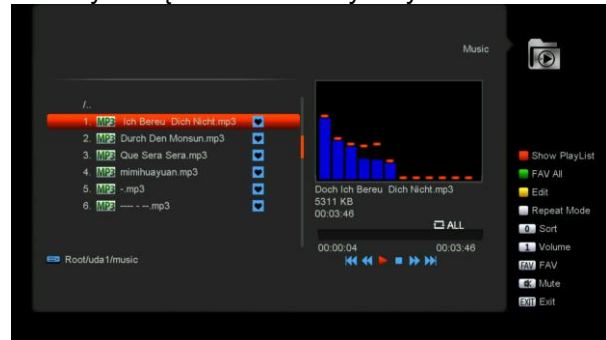 Music
/..
1. MP3 Ich Bereu Dich Nicht.mp3
2. MP3 Durch Den Monsun.mp3
3. MP3 Que Sera Sera.mp3
4. MP3 mimihuayuan.mp3
5. MP3 -.mp3
6. MP3 ---- - --.mp3
Root/uda1/music
Doch Ich Bereu Dich Nicht.mp3
5311 KB
00:03:46
ALL
00:00:04 00:03:46
Show PlayList
FAV All
Edit
Repeat Mode
0 Sort
1 Volume
FAV FAV
Mute
EXIT Exit